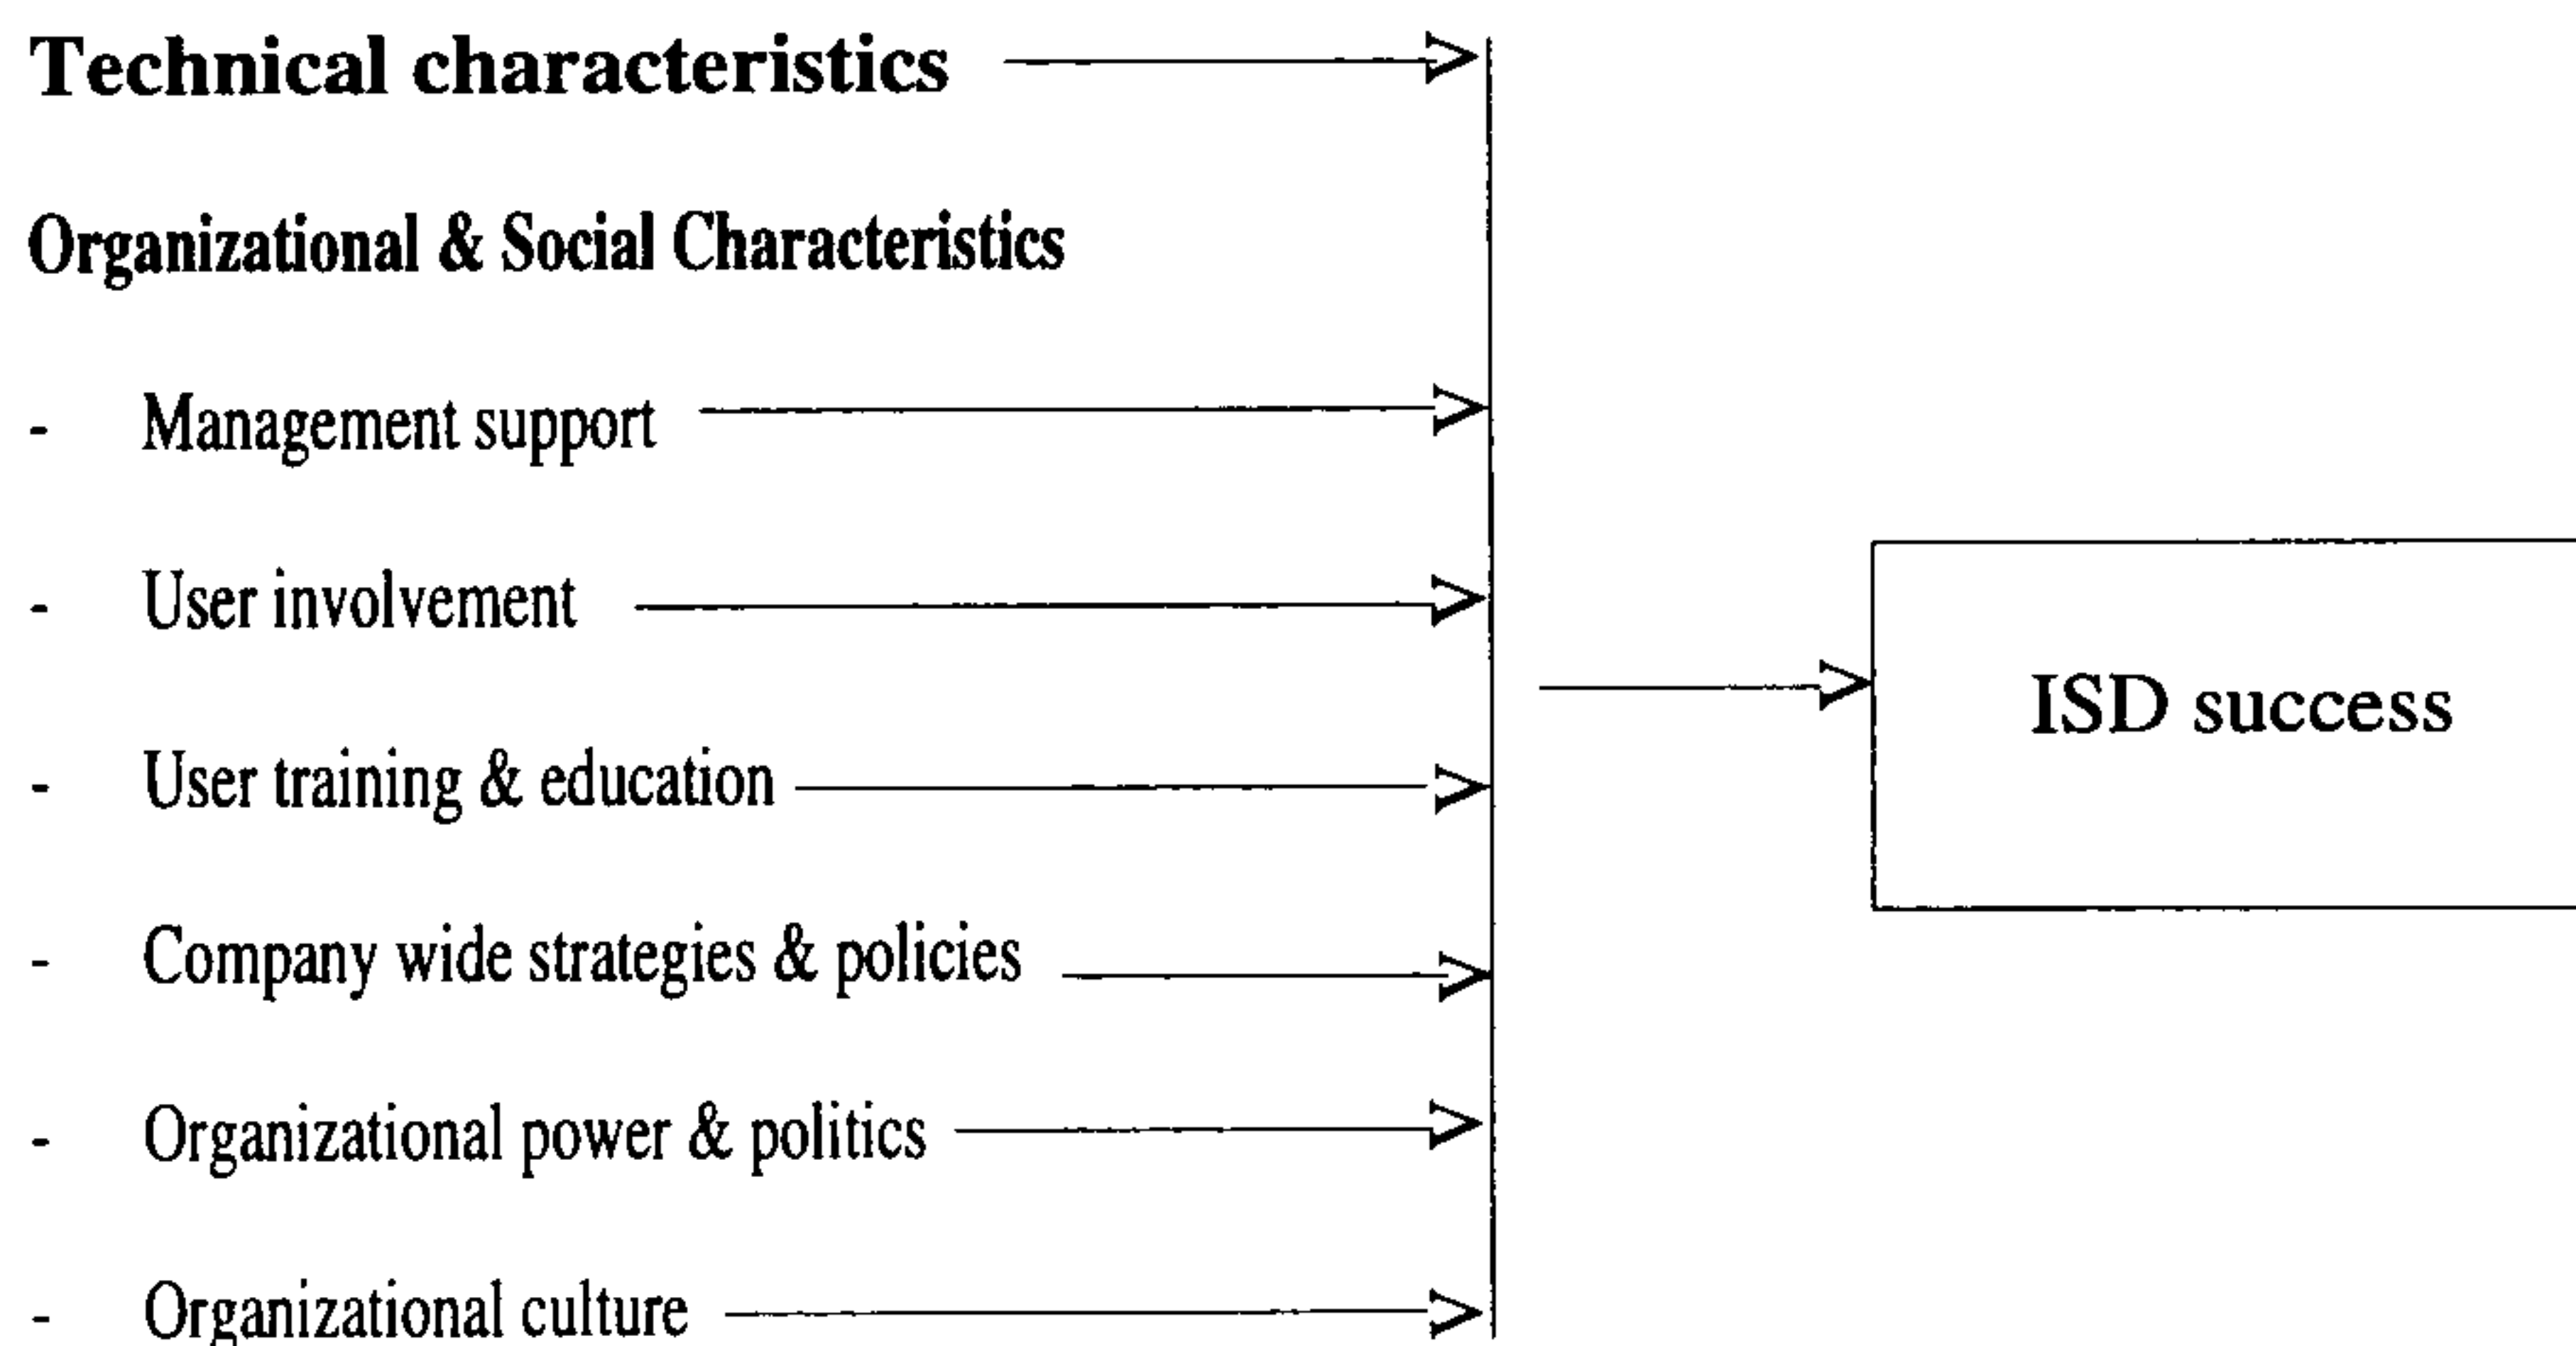 Technical characteristics
Organizational & Social Characteristics
- Management support
- User involvement
ISD success
- User training & education
- Company wide strategies & policies
- Organizational power & politics
- Organizational culture